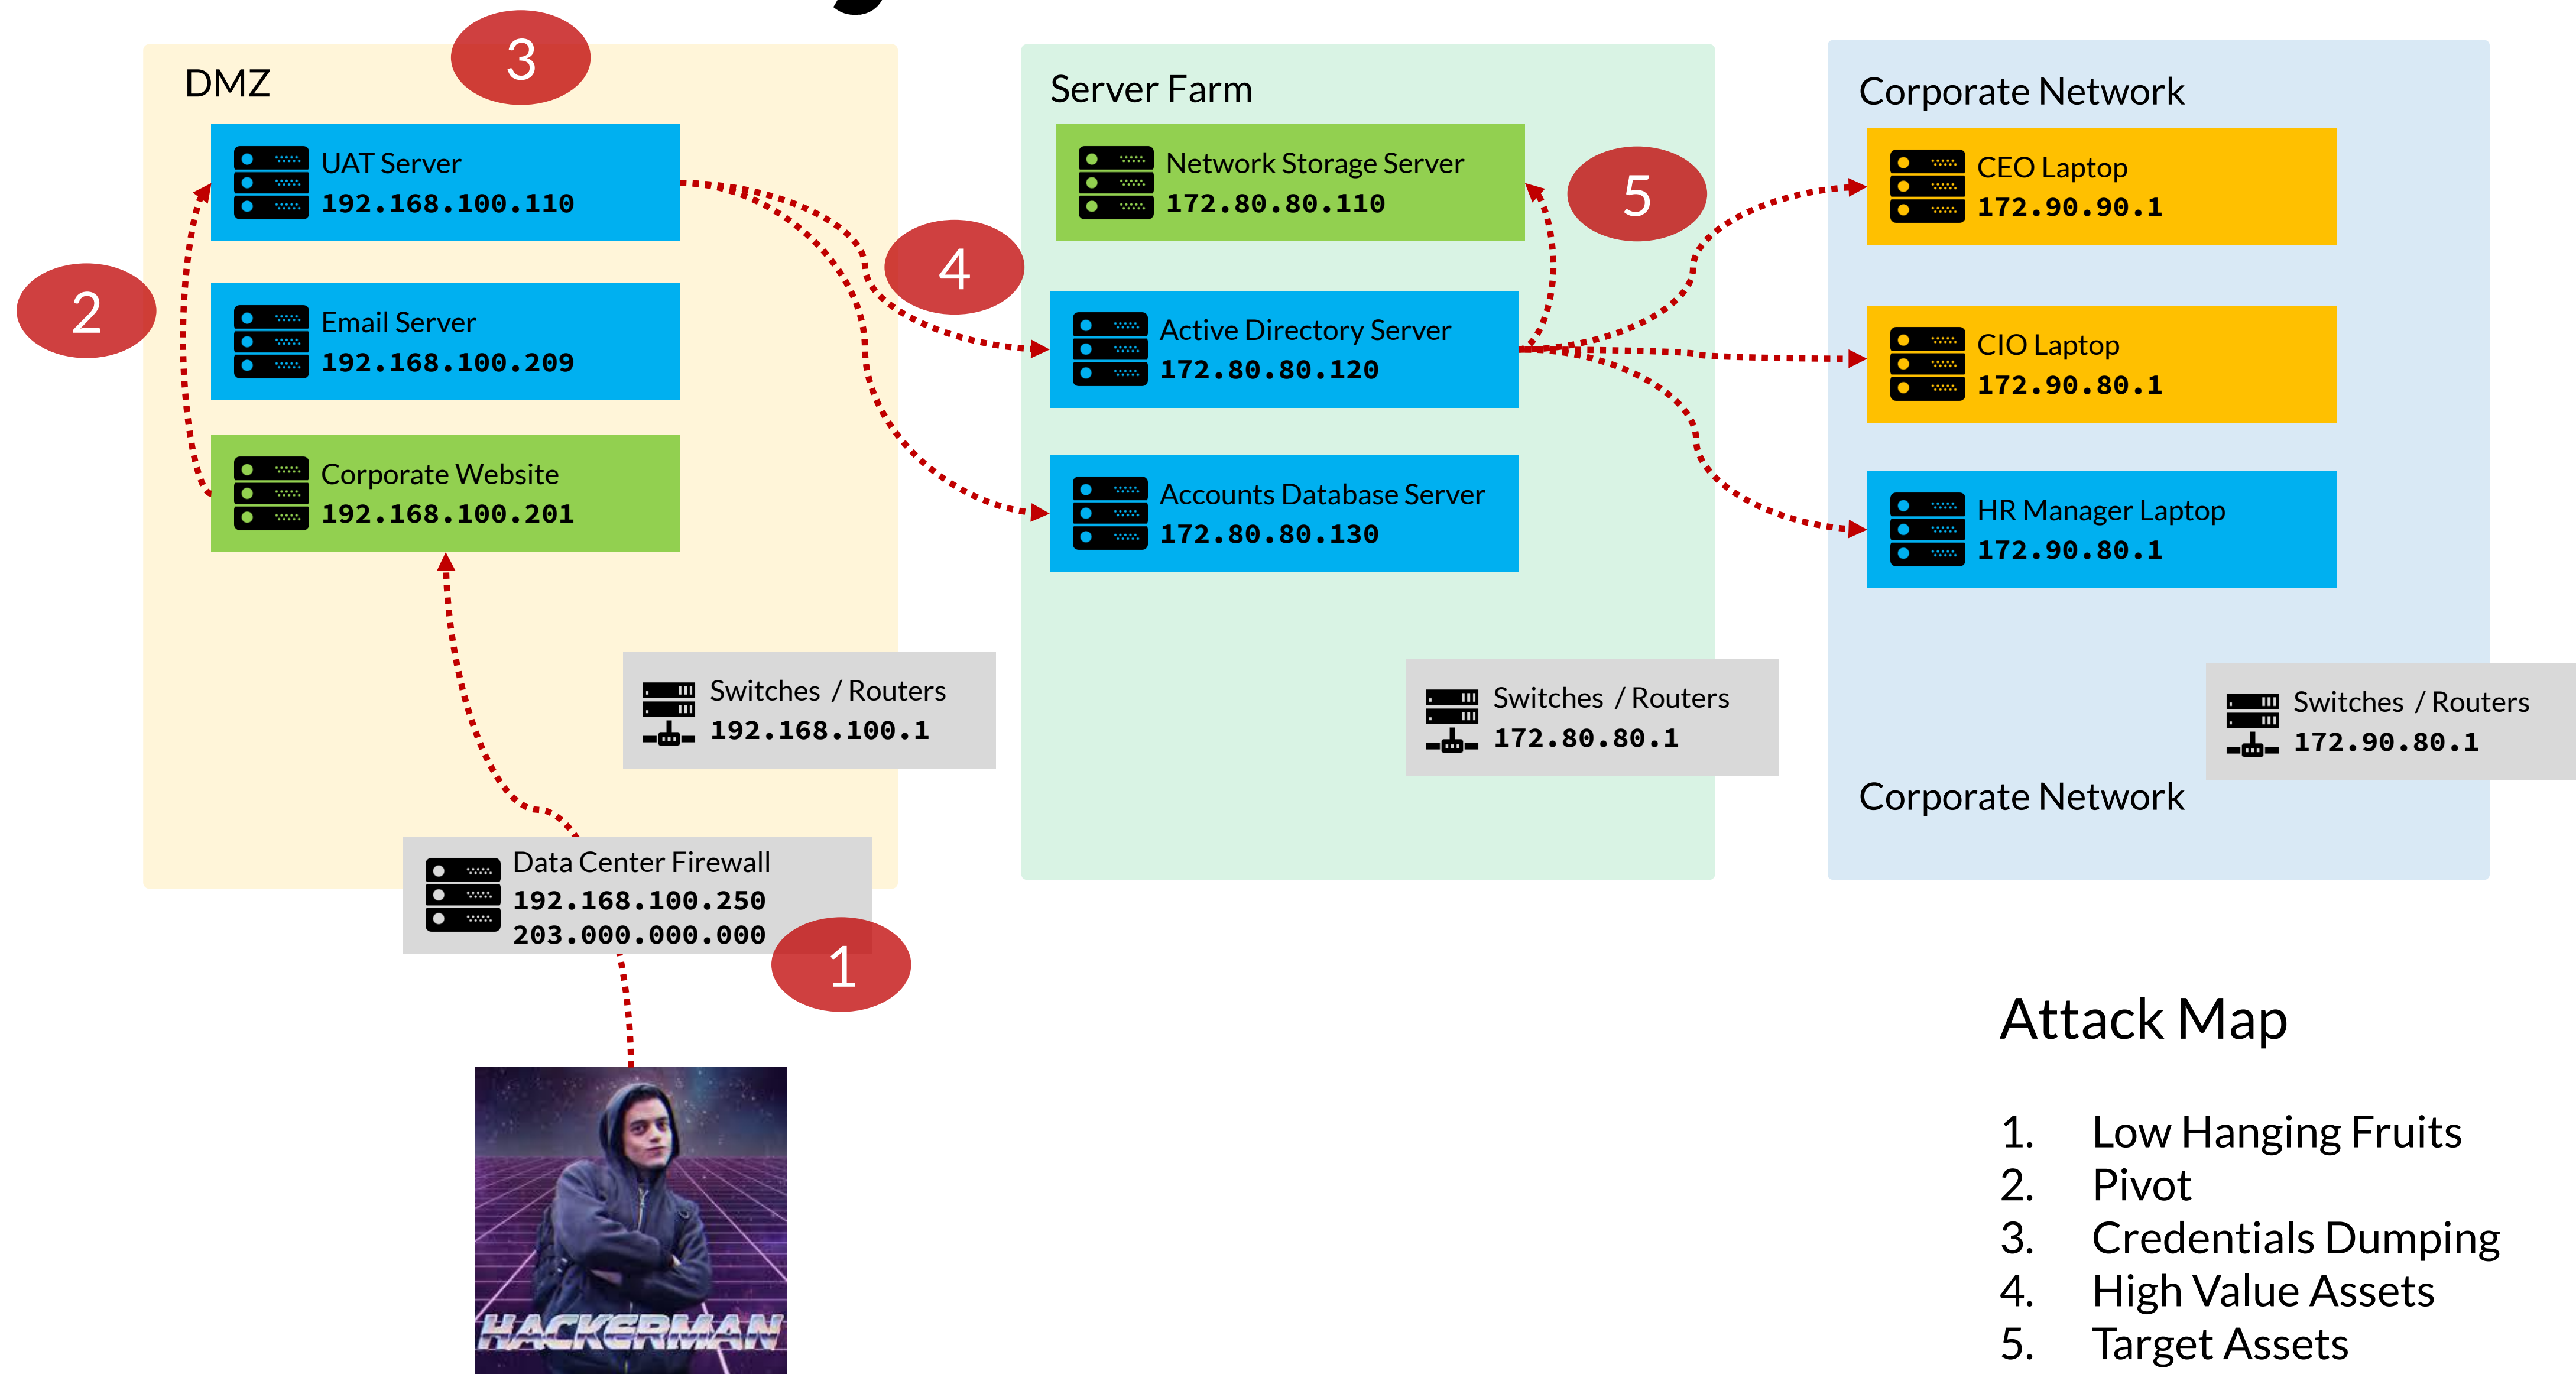 3
DMZ
UAT Server
192.168.100.110
2
Email Server
192.168.100.209
Corporate Website
192.168.100.201
Switches / Routers
192.168.100.1
Data Center Firewall
192.168.100.250
203.000.000.000
1
HACKERMAN
4
Server Farm
Network Storage Server
172.80.80.110
5
Active Directory Server
172.80.80.120
Accounts Database Server
172.80.80.130
Switches / Routers
172.80.80.1
Corporate Network
CEO Laptop
172.90.90.1
CIO Laptop
172.90.80.1
HR Manager Laptop
172.90.80.1
Switches / Routers
172.90.80.1
Corporate Network
Attack Map
1. Low Hanging Fruits
2. Pivot
3. Credentials Dumping
4. High Value Assets
5. Target Assets